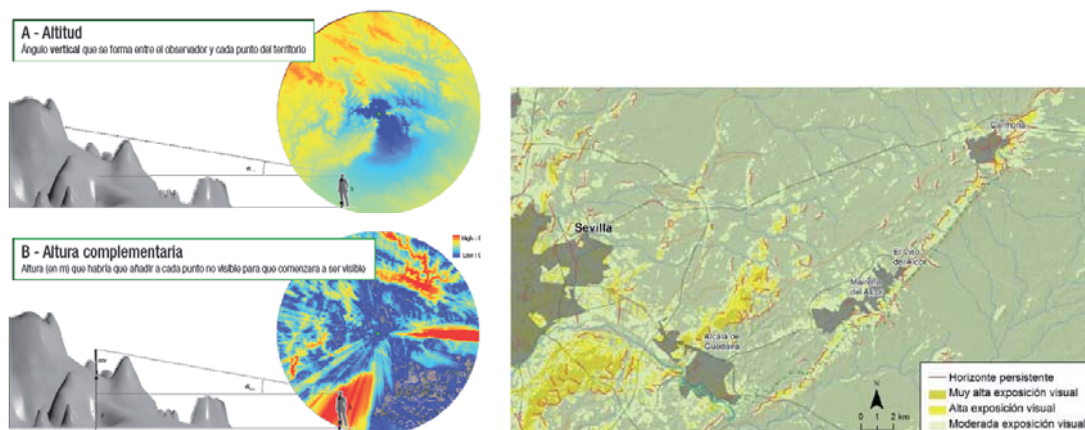 A - Altitud
Ángulo vertical que se forma entre el observador y cada punto del territorio
B - Altura complementaria
Altura (en m) que habría que añadir a cada punto no visible para que comenzara a ser visible
Carmona
Sevilla
El Viso
del Alcor
Mairena
del Alcor
Alcalá de
Guadaira
N
0 1 2 km
Horizonte persistente
Muy alta exposición visual
Alta exposición visual
Moderada exposición visual